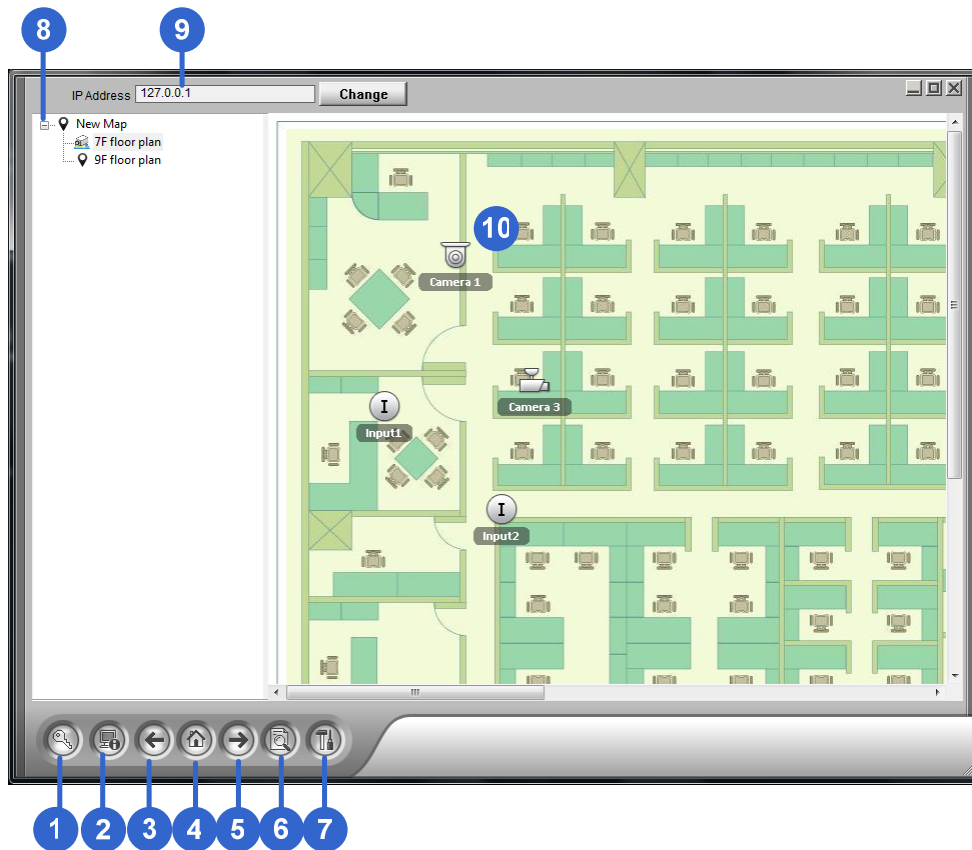 8
9
IP Address 127.0.0.1 Change
New Map
7F floor plan
9F floor plan
10
Camera 1
Camera 3
I
Input1
I
Input2
1
2
3
4
5
6
7